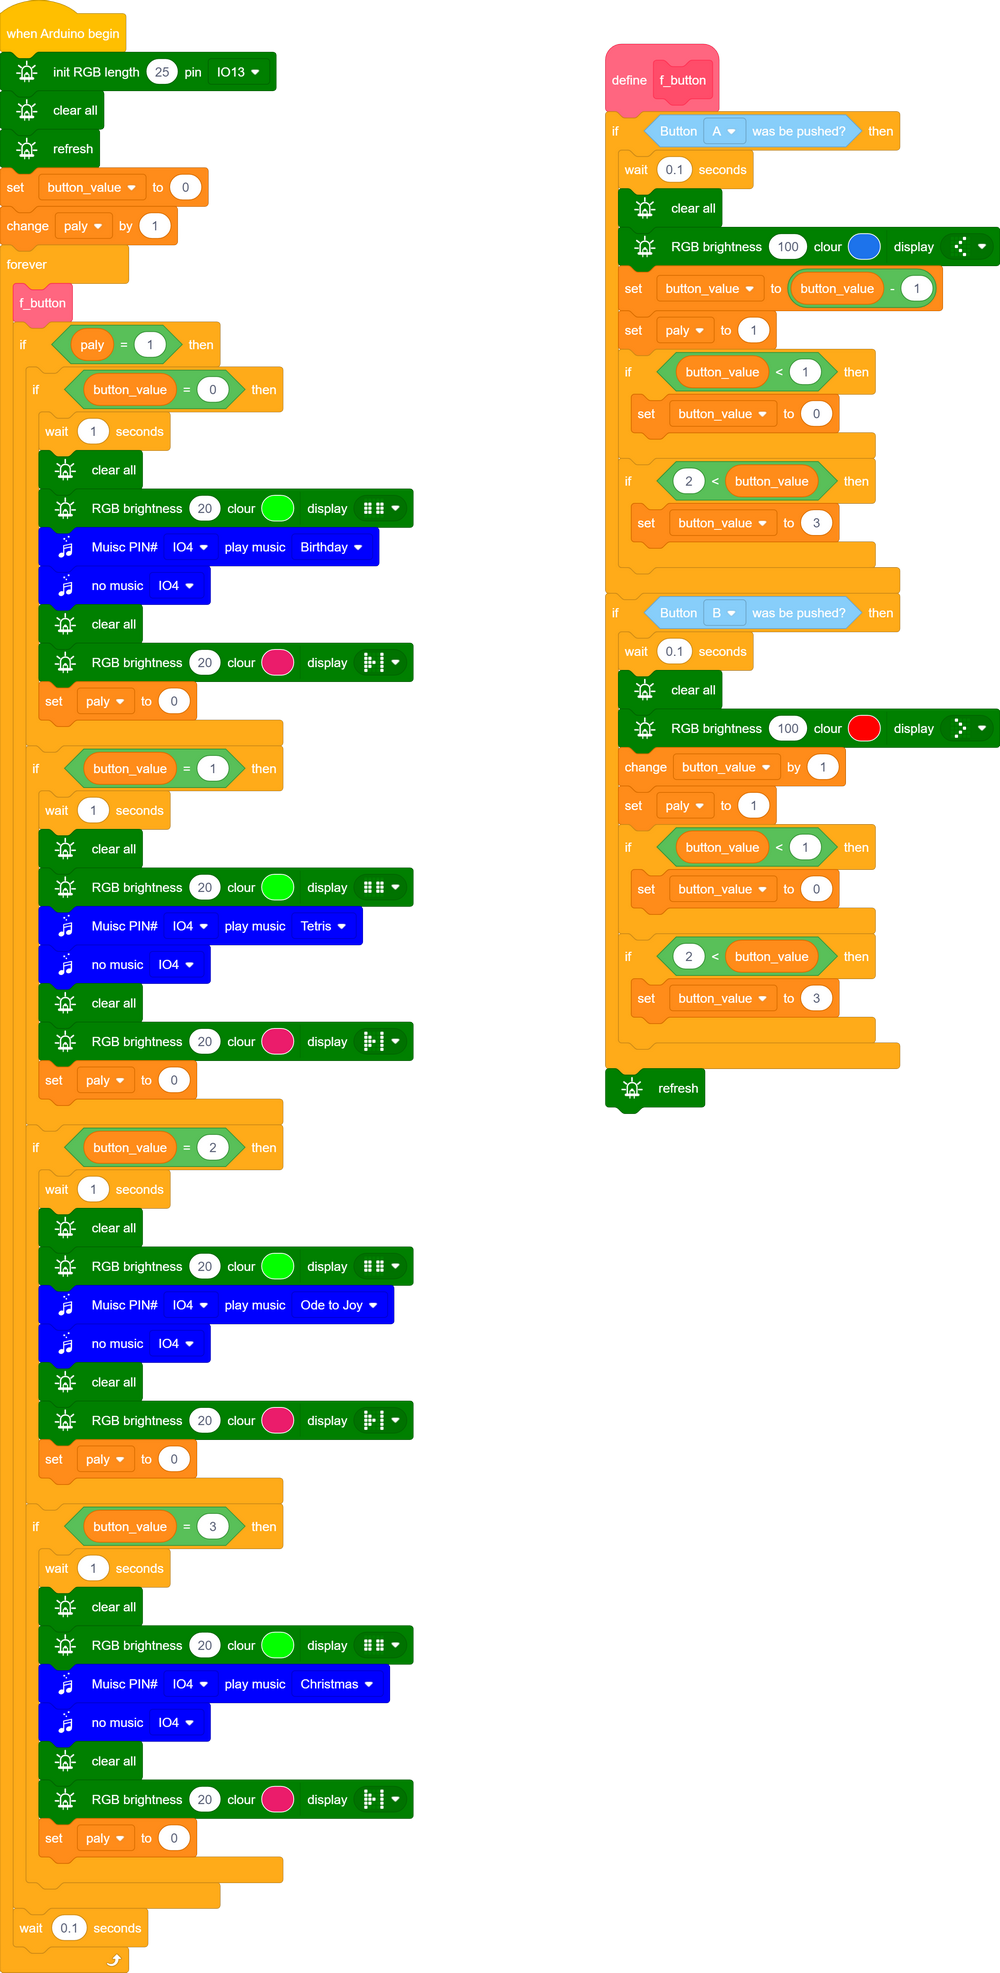 when Arduino begin
init RGB length 25 pin IO13
clear all
refresh
set button_value to 0
change paly by 1
forever
f_button
if paly = 1 then
if button_value = 0 then
wait 1 seconds
clear all
RGB brightness 20 clour display
Muisc PIN# IO4 play music Birthday
no music IO4
clear all
RGB brightness 20 clour display
set paly to 0
if button_value = 1 then
wait 1 seconds
clear all
RGB brightness 20 clour display
Muisc PIN# IO4 play music Tetris
no music IO4
clear all
RGB brightness 20 clour display
set paly to 0
if button_value = 2 then
wait 1 seconds
clear all
RGB brightness 20 clour display
Muisc PIN# IO4 play music Ode to Joy
no music IO4
clear all
RGB brightness 20 clour display
set paly to 0
if button_value = 3 then
wait 1 seconds
clear all
RGB brightness 20 clour display
Muisc PIN# IO4 play music Christmas
no music IO4
clear all
RGB brightness 20 clour display
set paly to 0
wait 0.1 seconds
define f_button
if Button A was be pushed? then
wait 0.1 seconds
clear all
RGB brightness 100 clour display
set button_value to button_value - 1
set paly to 1
if button_value < 1 then
set button_value to 0
if 2 < button_value then
set button_value to 3
if Button B was be pushed? then
wait 0.1 seconds
clear all
RGB brightness 100 clour display
change button_value by 1
set paly to 1
if button_value < 1 then
set button_value to 0
if 2 < button_value then
set button_value to 3
refresh